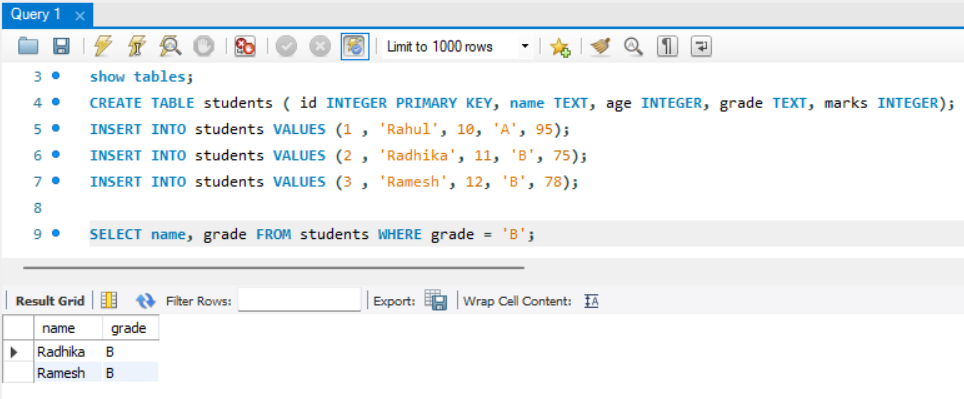 Query 1
Limit to 1000 rows
3 show tables;
4 CREATE TABLE students ( id INTEGER PRIMARY KEY, name TEXT, age INTEGER, grade TEXT, marks INTEGER);
5 INSERT INTO students VALUES (1 , 'Rahul', 10, 'A', 95);
6 INSERT INTO students VALUES (2 , 'Radhika', 11, 'B', 75);
7 INSERT INTO students VALUES (3 , 'Ramesh', 12, 'B', 78);
8
9 SELECT name, grade FROM students WHERE grade = 'B';
Result Grid Filter Rows: Export: Wrap Cell Content:
name grade
Radhika B
Ramesh B